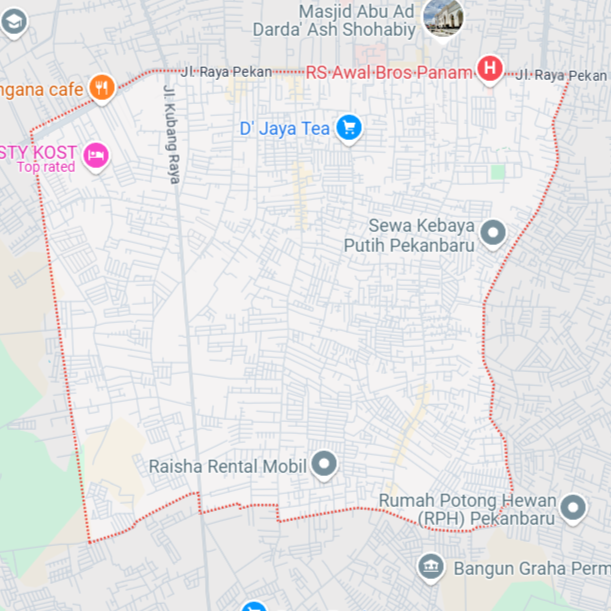 Masjid Abu Ad
Darda' Ash Shohabiy
Jl. Raya Pekan
RS Awal Bros Panam
Jl. Raya Pekan
ngana cafe
Jl. Kubang Raya
D' Jaya Tea
STY KOST
Top rated
Sewa Kebaya
Putih Pekanbaru
Raisha Rental Mobil
Rumah Potong Hewan
(RPH) Pekanbaru
Bangun Graha Perm